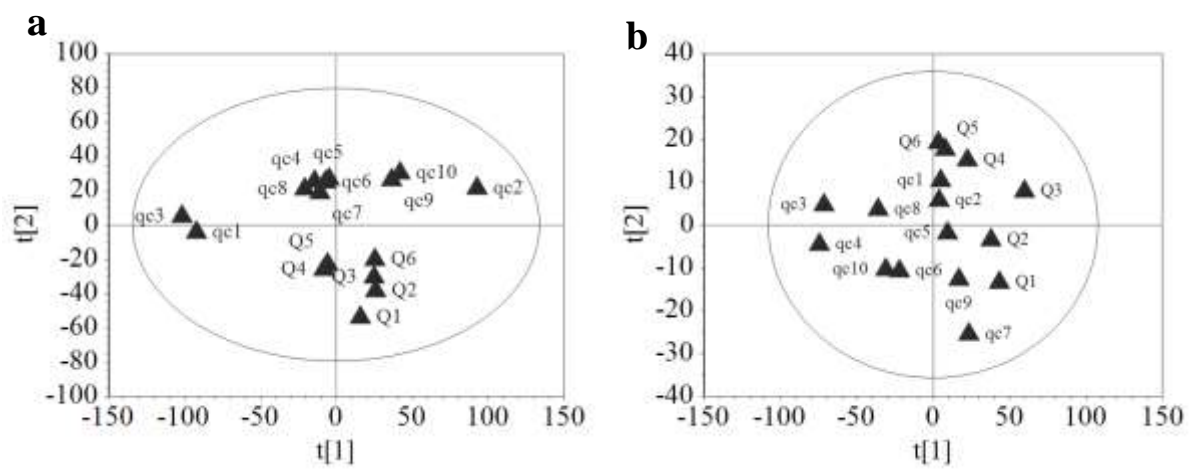 a
100
80
60
40
20
0
-20
-40
-60
-80
-100
t[2]
-150 -100 -50 0 50 100 150
t[1]
qc4 qc5
qc8 qc6
qc7
qc10
qc9
qc2
qc3
qc1
Q5
Q4 Q3
Q6
Q2
Q1
b
40
30
20
10
0
-10
-20
-30
-40
t[2]
-150 -100 -50 0 50 100 150
t[1]
Q6 Q5
Q4
qc1
Q3
qc3 qc8 qc2
qc5 Q2
qc4
qc10 qc6
Q1
qc9
qc7